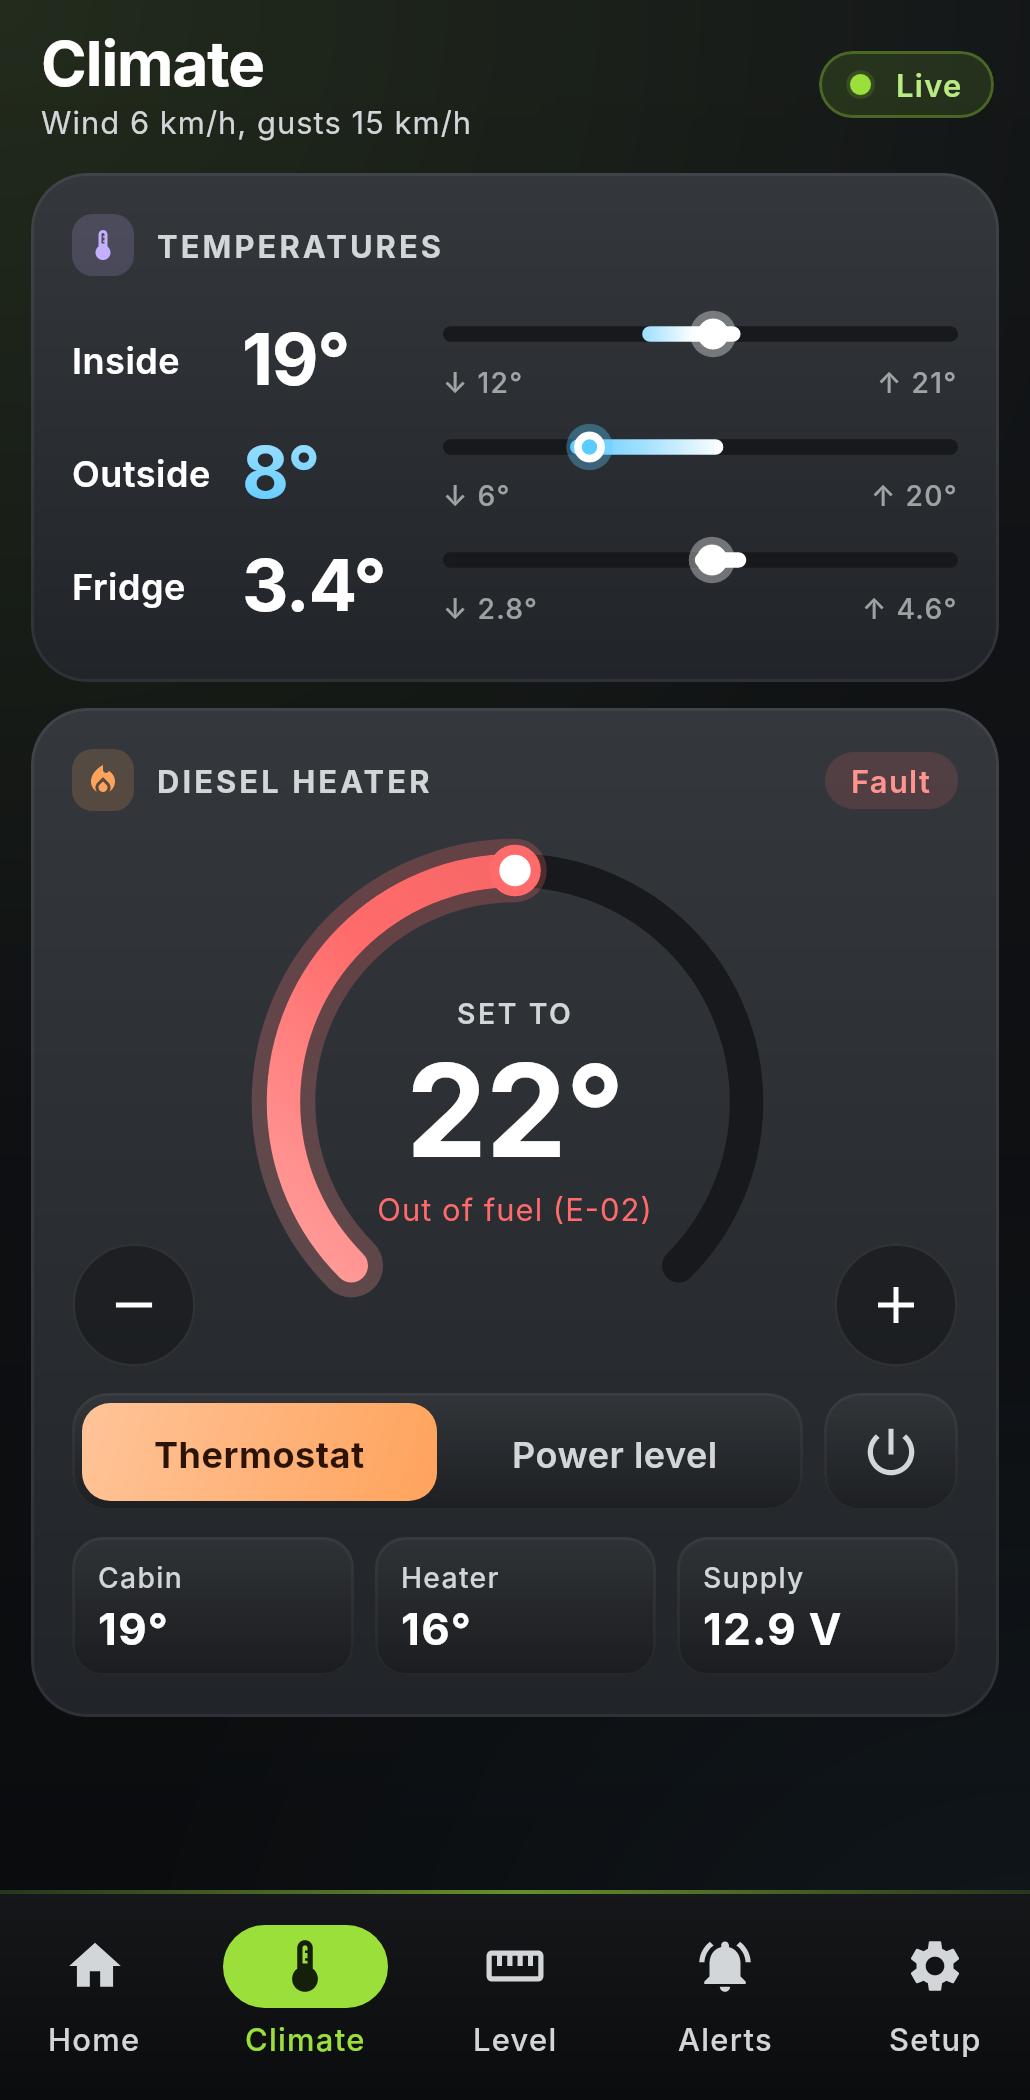 Climate
Wind 6 km/h, gusts 15 km/h
Live
TEMPERATURES
Inside 19°
↓ 12° ↑ 21°
Outside 8°
↓ 6° ↑ 20°
Fridge 3.4°
↓ 2.8° ↑ 4.6°
DIESEL HEATER
Fault
SET TO
22°
Out of fuel (E-02)
Thermostat Power level
Cabin Heater Supply
19° 16° 12.9 V
Home Climate Level Alerts Setup